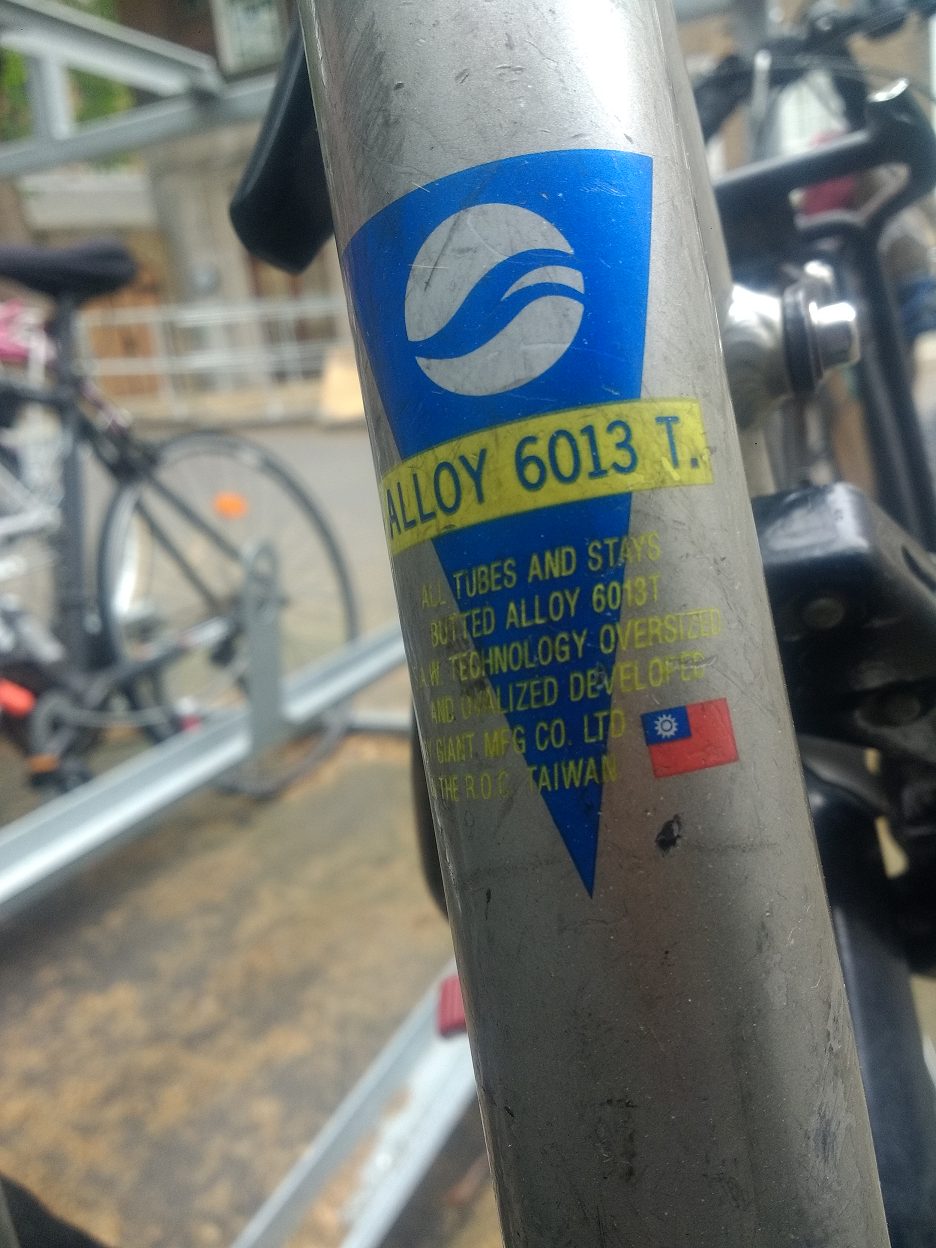 ALLOY 6013 T.
ALL TUBES AND STAYS
BUTTED ALLOY 6013T
TECHNOLOGY OVERSIZED
AND OVALIZED DEVELOPED
GIANT MFG CO. LTD
THE R.O.C. TAIWAN